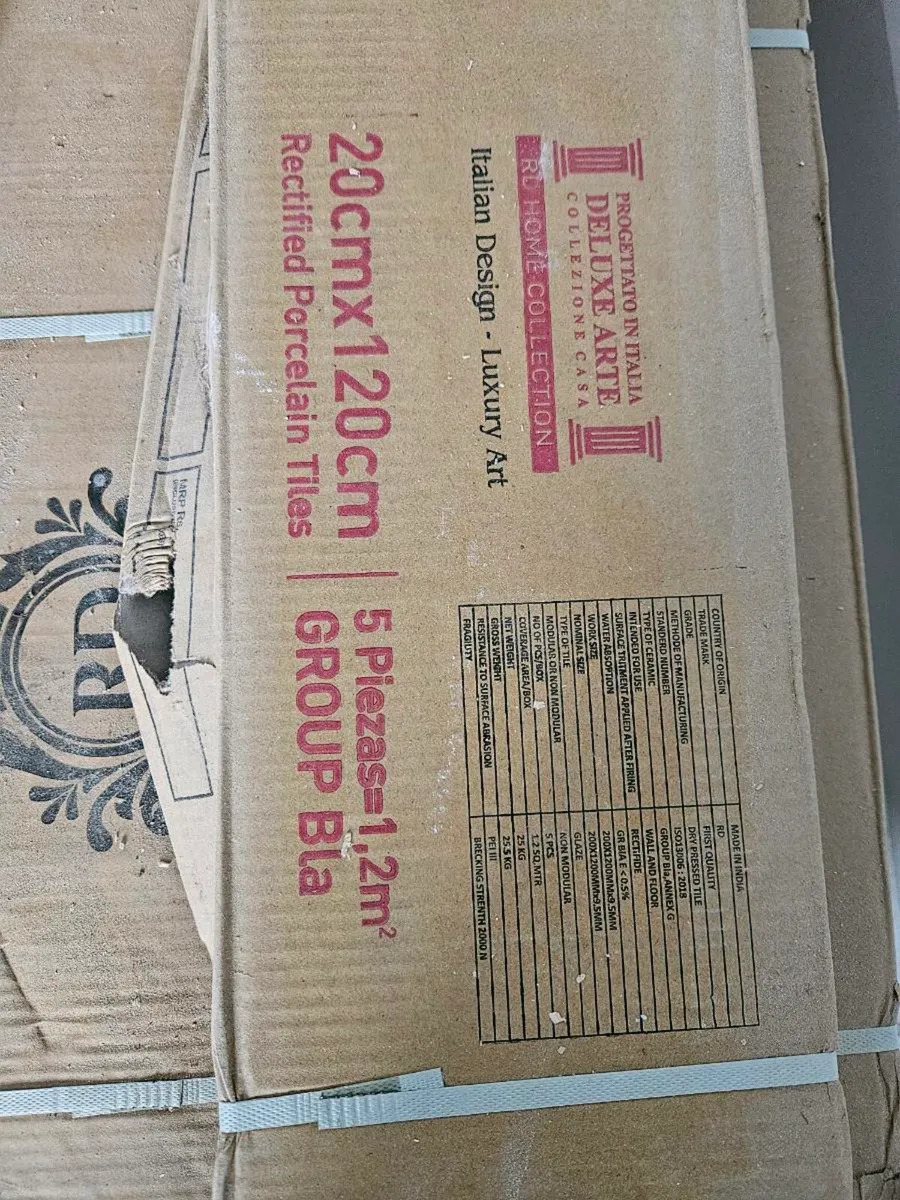 PROGETTATO IN ITALIA
DELUXE ARTE
COLLEZIONE CASA
RD HOME COLLECTION
Italian Design - Luxury Art
20cmx120cm | 5 Piezas=1,2m²
Rectified Porcelain Tiles | GROUP BIa
COUNTRY OF ORIGIN MADE IN INDIA
TRADE MARK RD
GRADE FIRST QUALITY
METHODE OF MANUFACTURING DRY PRESSED TILE
STANDERD NUMBER ISO13006 : 2018
TYPE OF CERAMIC GROUP BIa, ANNEX G
INTENDED FOR USE WALL AND FLOOR
SURFACE TRITEMENT APPLIED AFTER FIRING RECTIFIDE
WATER ABSORPTION GR BIA E < 0.5%
WORK SIZE 200X1200MMx9.5MM
NOMINAL SIZE 200X1200MMx9.5MM
TYPE OF TILE GLAZE
MODULAR OR NON MODULAR NON MODULAR
NO OF PCS/BOX 5 PCS
COVERAGE AREA/BOX 1.2 SQ.MTR
NET WEIGHT 25 KG
GROSS WEIGHT 25.5 KG
RESISTANCE TO SURFACE ABRASION PEI III
FRAGILITY BRECKING STRENTH 2000 N
MRP Rs.
RD